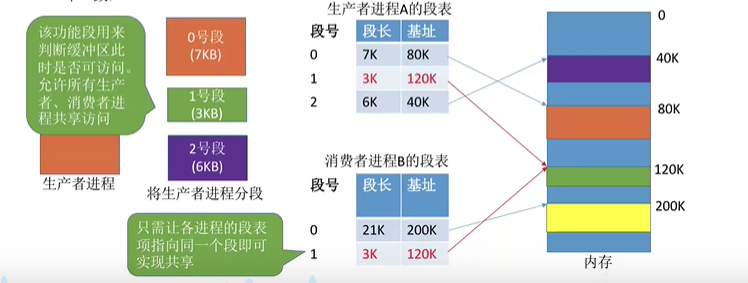 生产者进程A的段表
该功能段用来
判断缓冲区此
时是否可访问。
允许所有生产
者、消费者进
程共享访问
0号段
(7KB)
1号段
(3KB)
2号段
(6KB)
生产者进程
将生产者进程分段
段号 段长 基址
0 7K 80K
1 3K 120K
2 6K 40K
消费者进程B的段表
段号 段长 基址
0 21K 200K
1 3K 120K
只需让各进程的段表
项指向同一个段即可
实现共享
0
40K
80K
120K
200K
内存